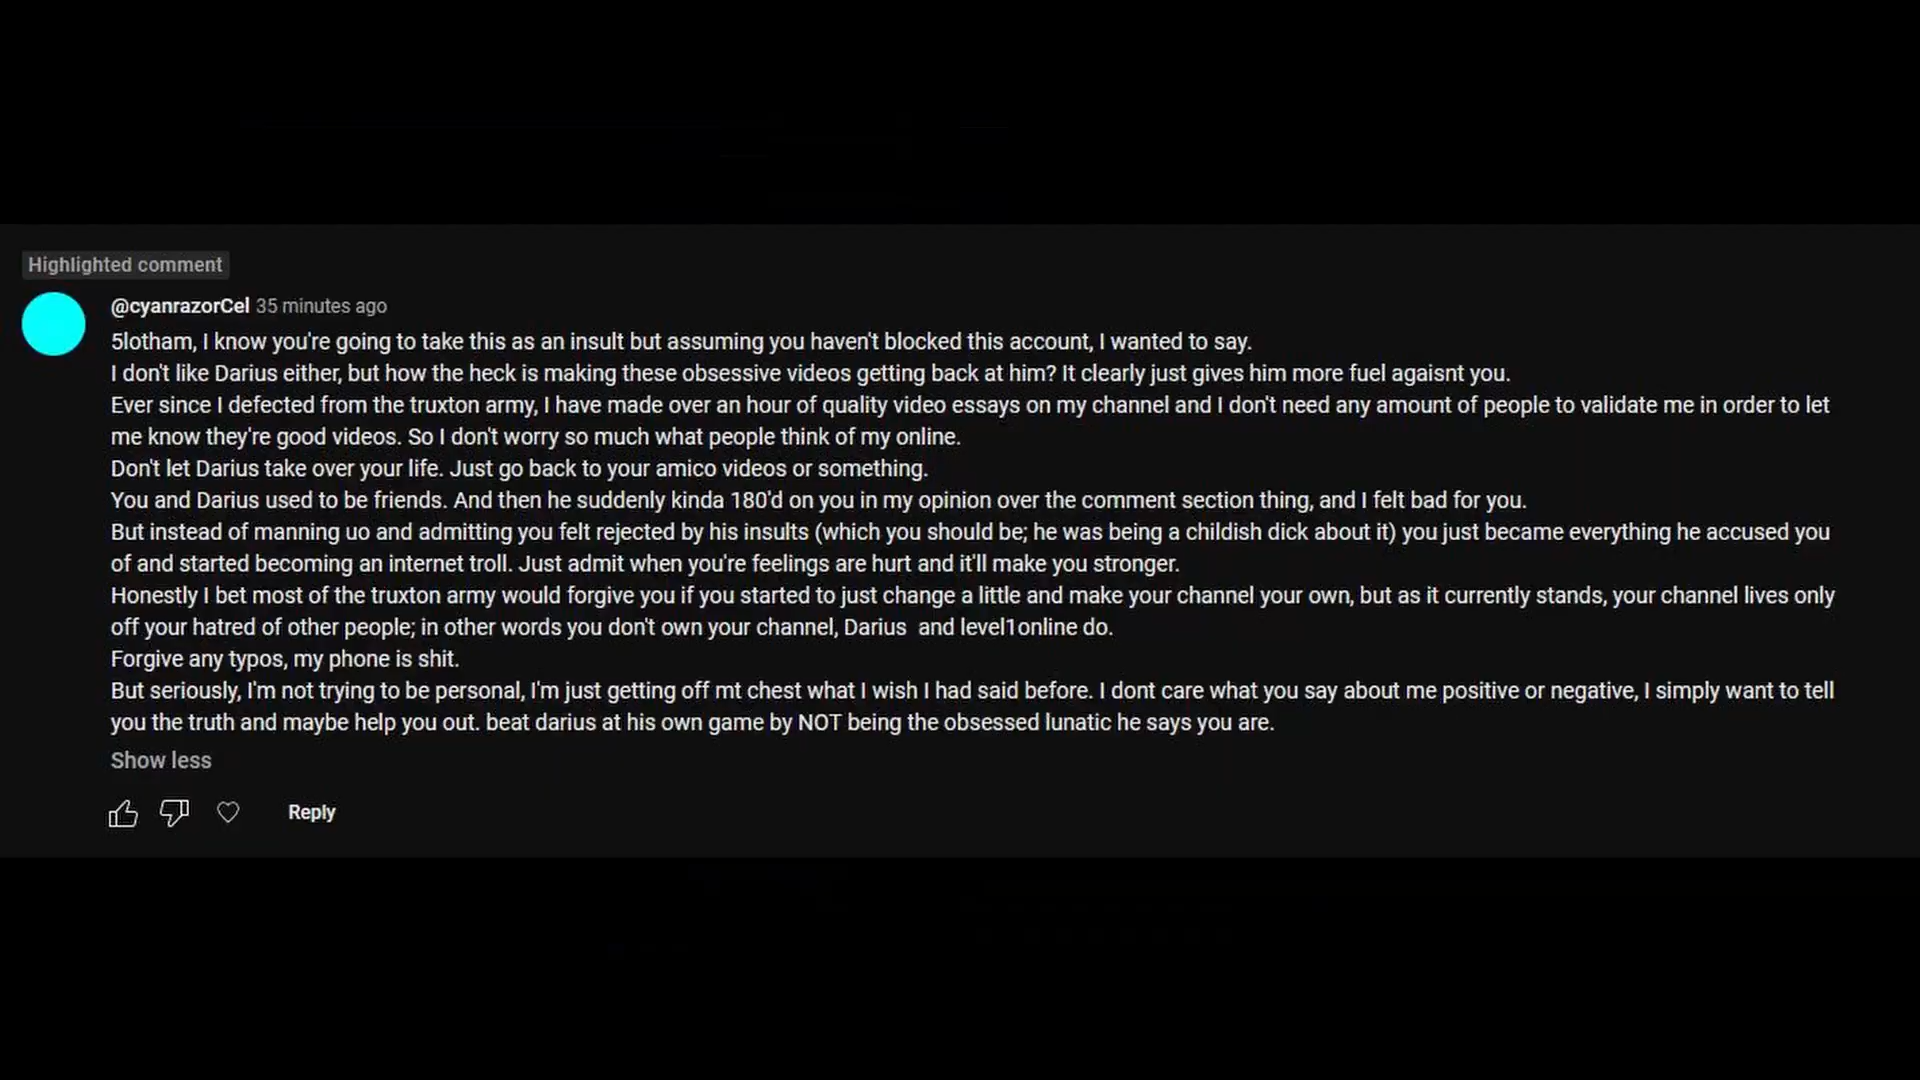 Highlighted comment
@cyanrazorCel 35 minutes ago
5lotham, I know you're going to take this as an insult but assuming you haven't blocked this account, I wanted to say.
I don't like Darius either, but how the heck is making these obsessive videos getting back at him? It clearly just gives him more fuel agaisnt you.
Ever since I defected from the truxton army, I have made over an hour of quality video essays on my channel and I don't need any amount of people to validate me in order to let
me know they're good videos. So I don't worry so much what people think of my online.
Don't let Darius take over your life. Just go back to your amico videos or something.
You and Darius used to be friends. And then he suddenly kinda 180'd on you in my opinion over the comment section thing, and I felt bad for you.
But instead of manning uo and admitting you felt rejected by his insults (which you should be; he was being a childish dick about it) you just became everything he accused you
of and started becoming an internet troll. Just admit when you're feelings are hurt and it'll make you stronger.
Honestly I bet most of the truxton army would forgive you if you started to just change a little and make your channel your own, but as it currently stands, your channel lives only
off your hatred of other people; in other words you don't own your channel, Darius  and level1online do.
Forgive any typos, my phone is shit.
But seriously, I'm not trying to be personal, I'm just getting off mt chest what I wish I had said before. I dont care what you say about me positive or negative, I simply want to tell
you the truth and maybe help you out. beat darius at his own game by NOT being the obsessed lunatic he says you are.
Show less
Reply